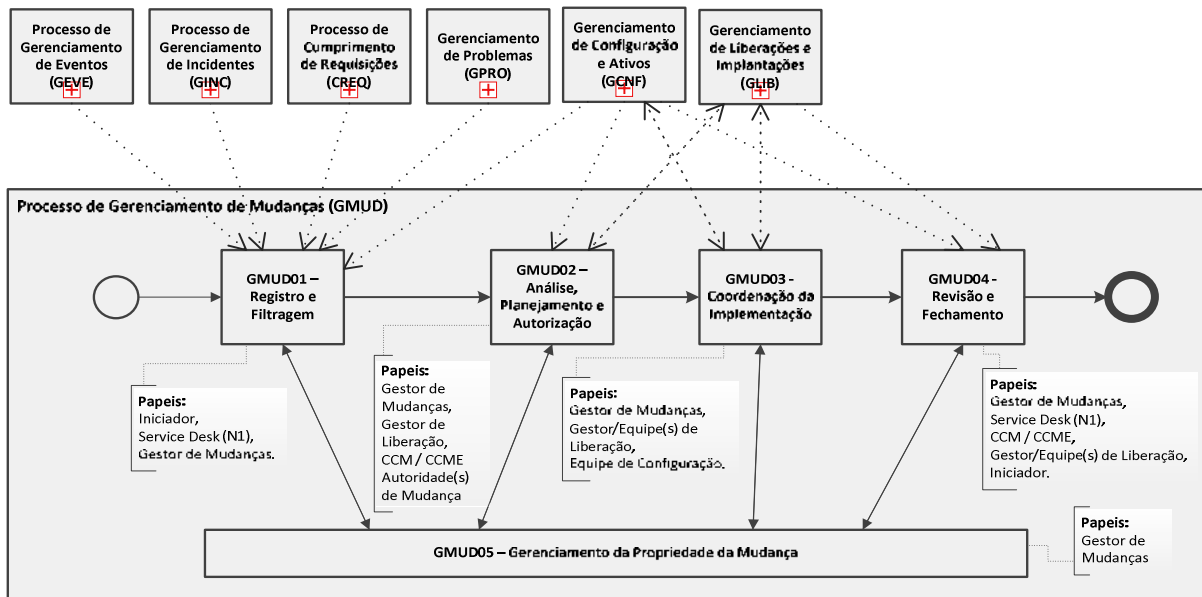 Processo de
Gerenciamento
de Eventos
(GEVE)
Processo de
Gerenciamento
de Incidentes
(GINC)
Processo de
Cumprimento
de Requisições
(CREQ)
Gerenciamento
de Problemas
(GPRO)
Gerenciamento
de Configuração
e Ativos
(GCNF)
Gerenciamento
de Liberações e
Implantações
(GLIB)
Processo de Gerenciamento de Mudanças (GMUD)
GMUD01 –
Registro e
Filtragem
GMUD02 –
Análise,
Planejamento e
Autorização
GMUD03 -
Coordenação da
Implementação
GMUD04 -
Revisão e
Fechamento
Papeis:
Iniciador,
Service Desk (N1),
Gestor de Mudanças.
Papeis:
Gestor de
Mudanças,
Gestor de
Liberação,
CCM / CCME
Autoridade(s)
de Mudança
Papeis:
Gestor de Mudanças,
Gestor/Equipe(s) de
Liberação,
Equipe de Configuração.
Papeis:
Gestor de Mudanças,
Service Desk (N1),
CCM / CCME,
Gestor/Equipe(s) de Liberação,
Iniciador.
GMUD05 – Gerenciamento da Propriedade da Mudança
Papeis:
Gestor de
Mudanças